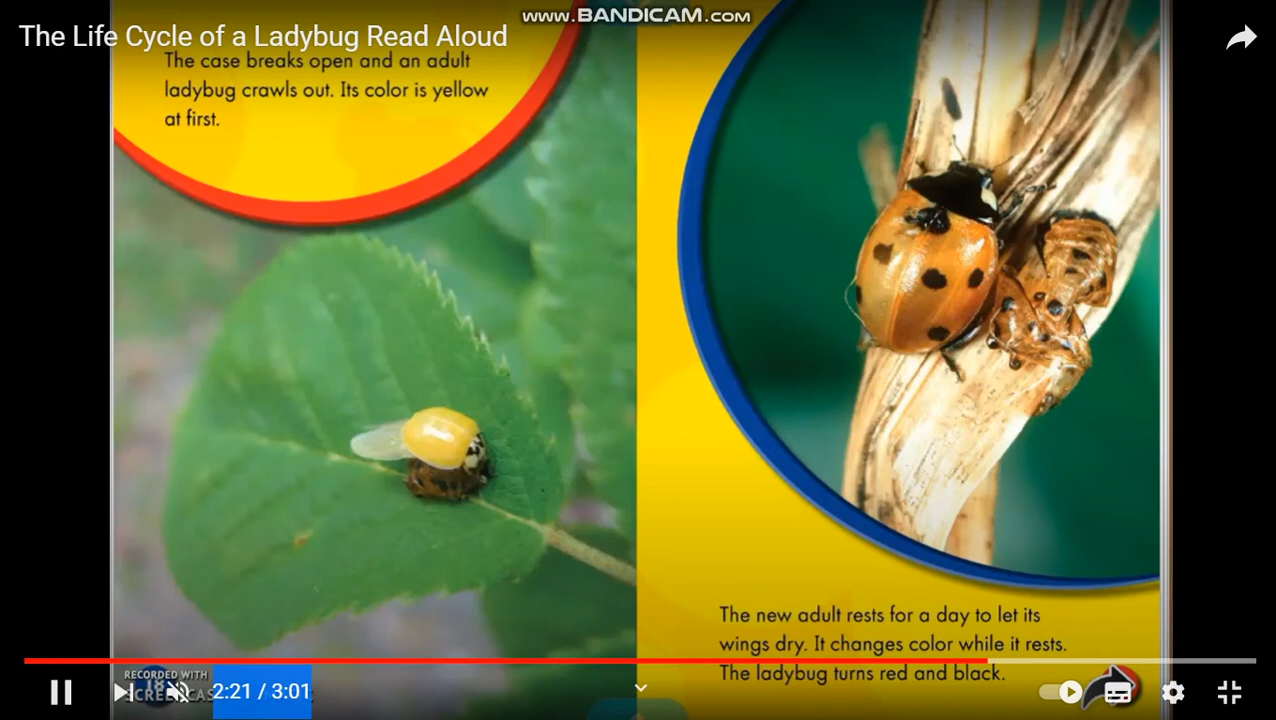 www.BANDICAM.com
The Life Cycle of a Ladybug Read Aloud
The case breaks open and an adult
ladybug crawls out. Its color is yellow
at first.
The new adult rests for a day to let its
wings dry. It changes color while it rests.
The ladybug turns red and black.
RECORDED WITH
2:21 / 3:01